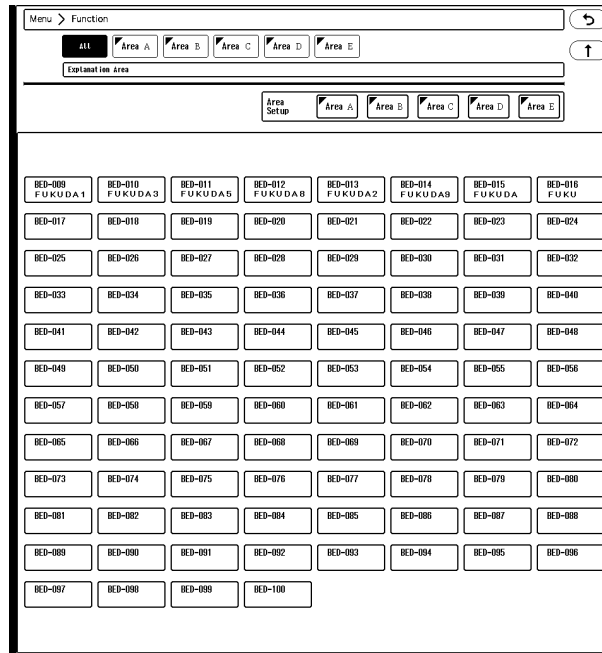 Menu > Function
All Area A Area B Area C Area D Area E
Explanation Area
Area Setup Area A Area B Area C Area D Area E
BED-009 BED-010 BED-011 BED-012 BED-013 BED-014 BED-015 BED-016
FUKUDA1 FUKUDA3 FUKUDA5 FUKUDA8 FUKUDA2 FUKUDA9 FUKUDA FUKU
BED-017 BED-018 BED-019 BED-020 BED-021 BED-022 BED-023 BED-024
BED-025 BED-026 BED-027 BED-028 BED-029 BED-030 BED-031 BED-032
BED-033 BED-034 BED-035 BED-036 BED-037 BED-038 BED-039 BED-040
BED-041 BED-042 BED-043 BED-044 BED-045 BED-046 BED-047 BED-048
BED-049 BED-050 BED-051 BED-052 BED-053 BED-054 BED-055 BED-056
BED-057 BED-058 BED-059 BED-060 BED-061 BED-062 BED-063 BED-064
BED-065 BED-066 BED-067 BED-068 BED-069 BED-070 BED-071 BED-072
BED-073 BED-074 BED-075 BED-076 BED-077 BED-078 BED-079 BED-080
BED-081 BED-082 BED-083 BED-084 BED-085 BED-086 BED-087 BED-088
BED-089 BED-090 BED-091 BED-092 BED-093 BED-094 BED-095 BED-096
BED-097 BED-098 BED-099 BED-100